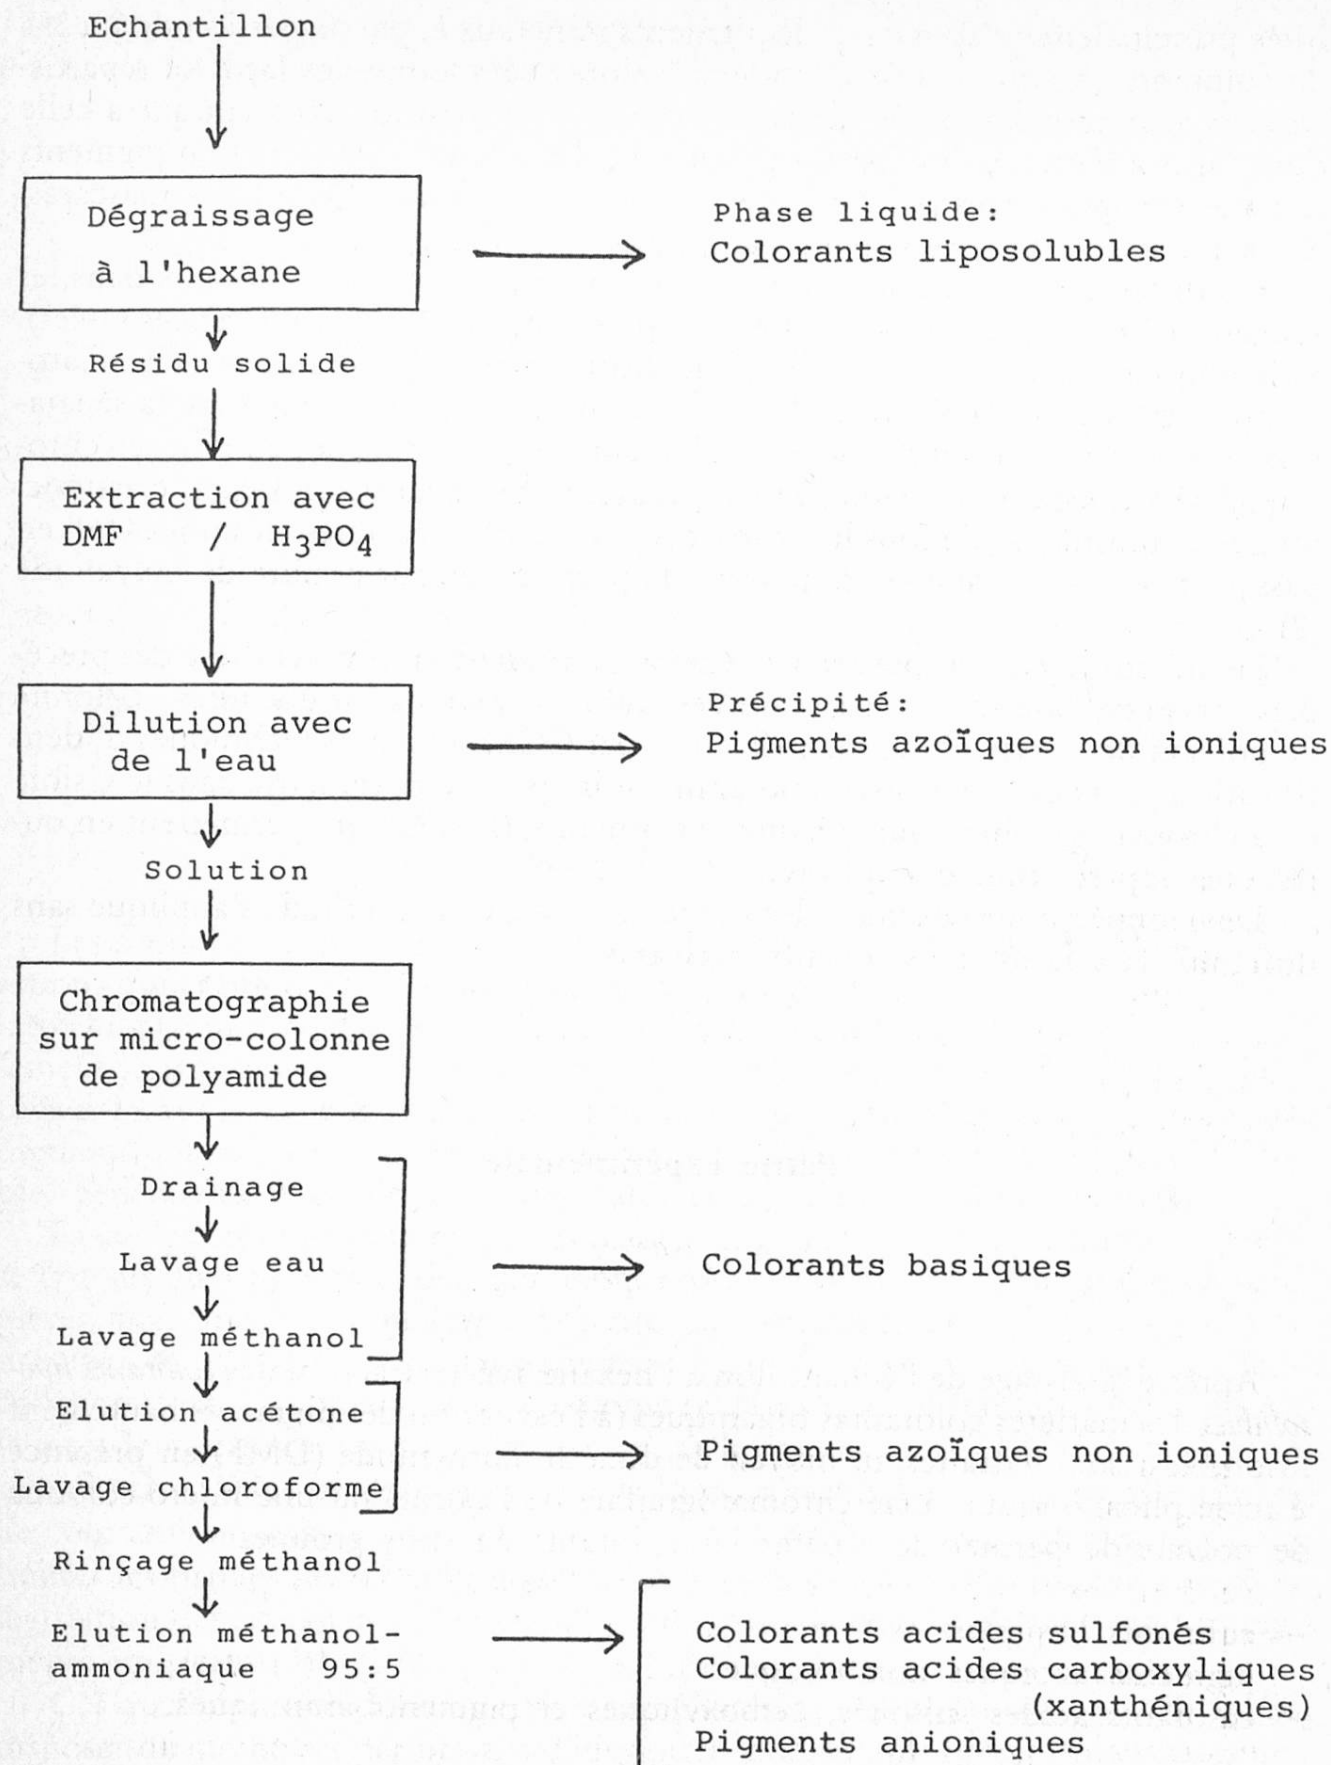 Echantillon
Dégraissage
à l'hexane
Phase liquide:
Colorants liposolubles
Résidu solide
Extraction avec
DMF / H₃PO₄
Dilution avec
de l'eau
Précipité:
Pigments azoïques non ioniques
Solution
Chromatographie
sur micro-colonne
de polyamide
Drainage
Lavage eau
Colorants basiques
Lavage méthanol
Elution acétone
Pigments azoïques non ioniques
Lavage chloroforme
Rinçage méthanol
Elution méthanol-
ammoniaque 95:5
Colorants acides sulfonés
Colorants acides carboxyliques
(xanthéniques)
Pigments anioniques